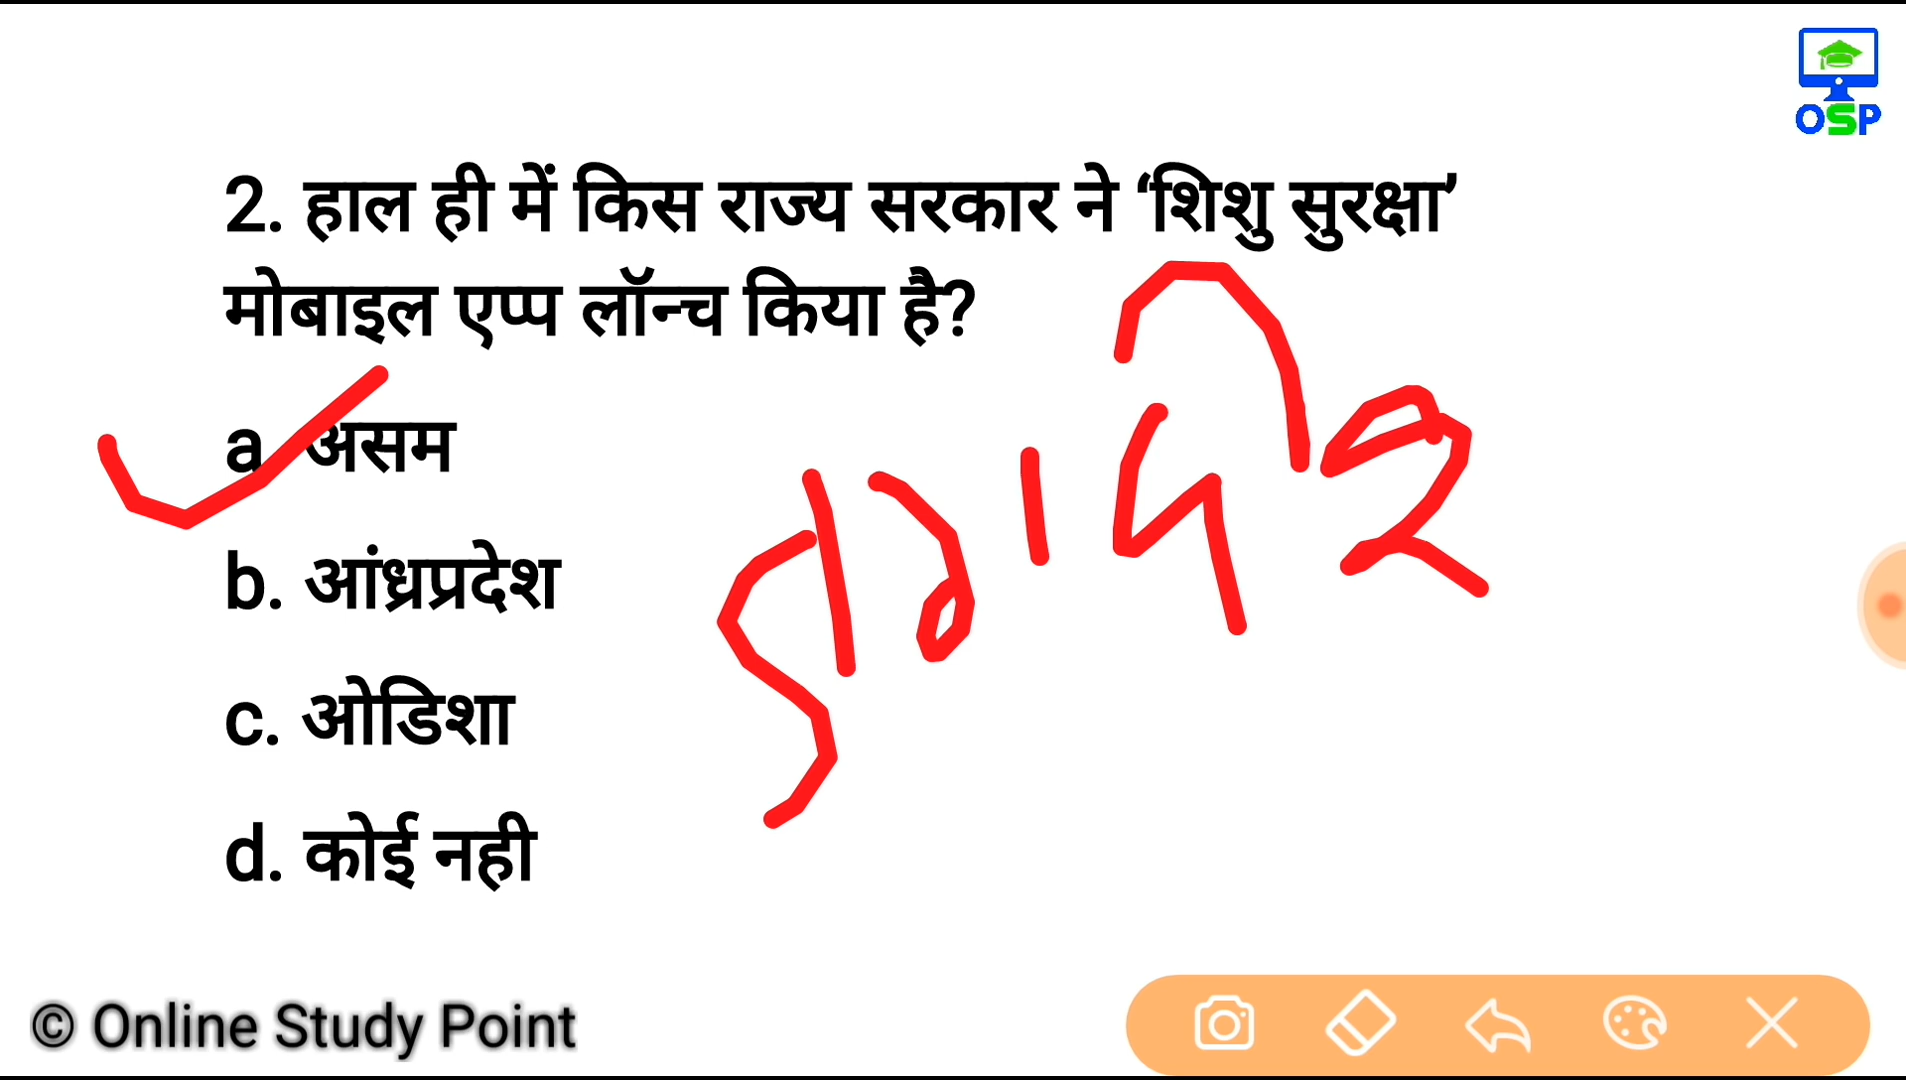 OSP
2. हाल ही में किस राज्य सरकार ने ‘शिशु सुरक्षा’
मोबाइल एप्प लॉन्च किया है?
a. असम
b. आंध्रप्रदेश
c. ओडिशा
d. कोई नही
© Online Study Point